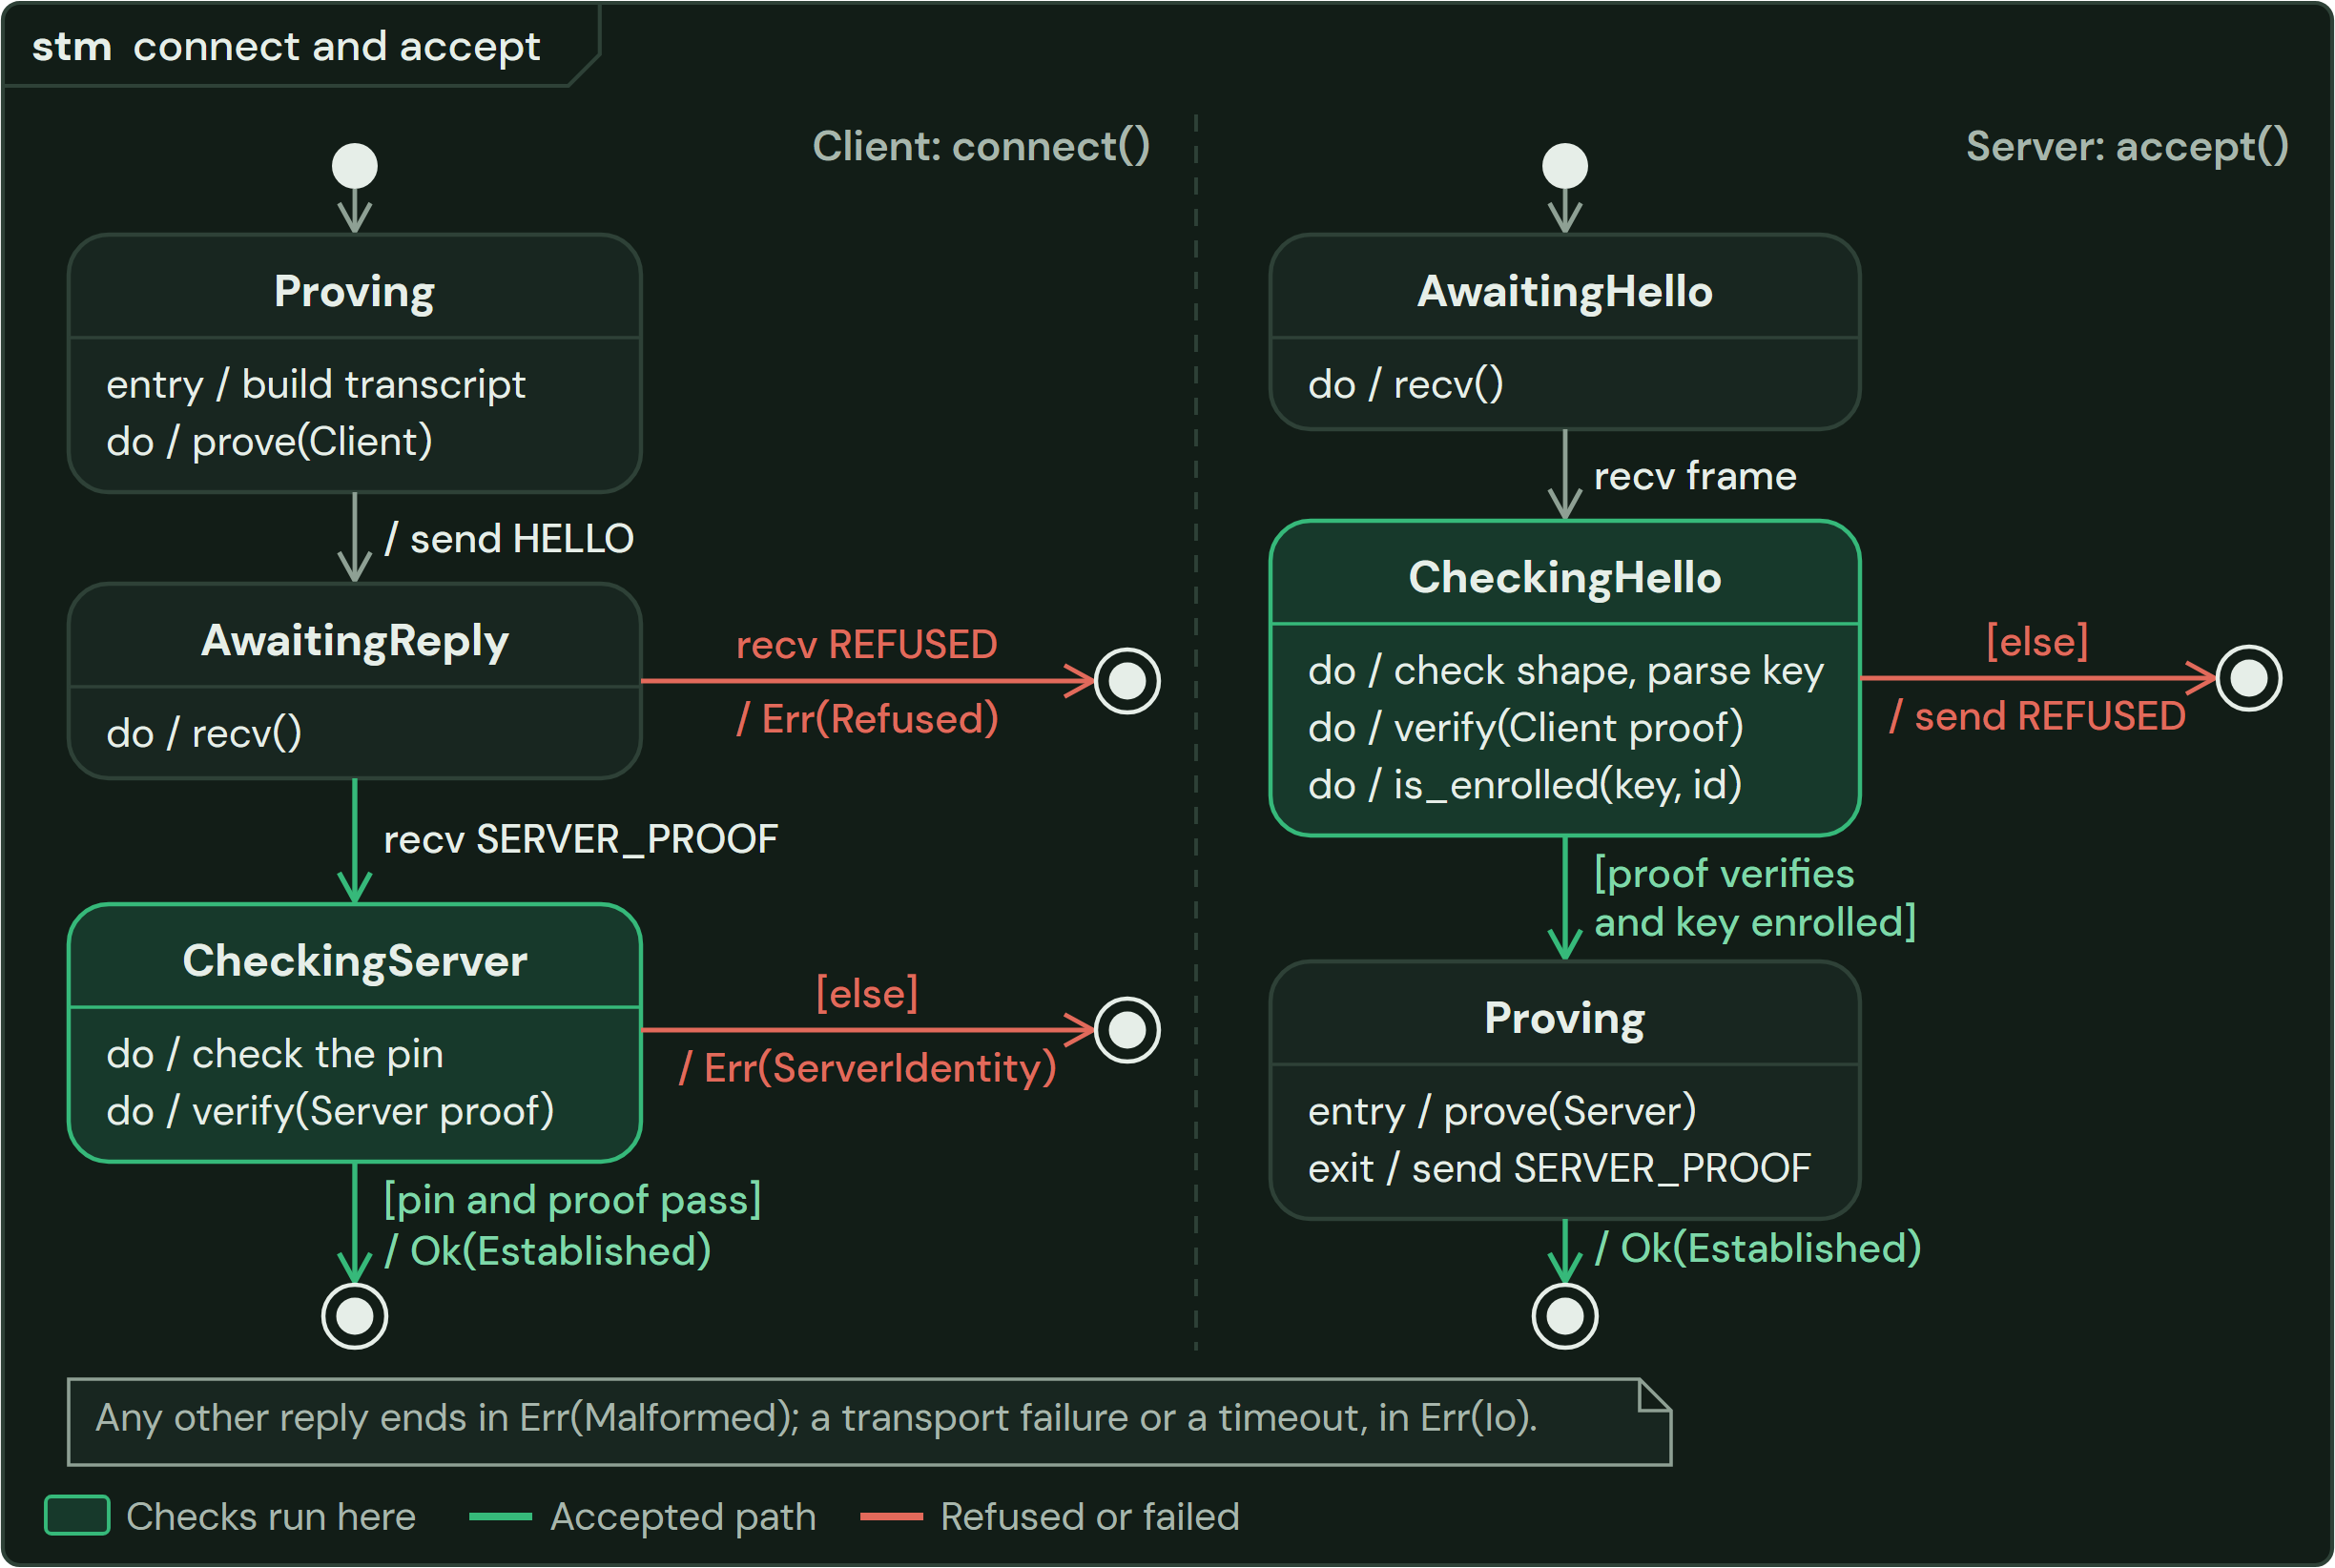 stm connect and accept
Client: connect()
Proving
entry / build transcript
do / prove(Client)
/ send HELLO
AwaitingReply
do / recv()
recv REFUSED
/ Err(Refused)
recv SERVER_PROOF
CheckingServer
do / check the pin
do / verify(Server proof)
[else]
/ Err(ServerIdentity)
[pin and proof pass]
/ Ok(Established)
Server: accept()
AwaitingHello
do / recv()
recv frame
CheckingHello
do / check shape, parse key
do / verify(Client proof)
do / is_enrolled(key, id)
[else]
/ send REFUSED
[proof verifies
and key enrolled]
Proving
entry / prove(Server)
exit / send SERVER_PROOF
/ Ok(Established)
Any other reply ends in Err(Malformed); a transport failure or a timeout, in Err(Io).
Checks run here
Accepted path
Refused or failed